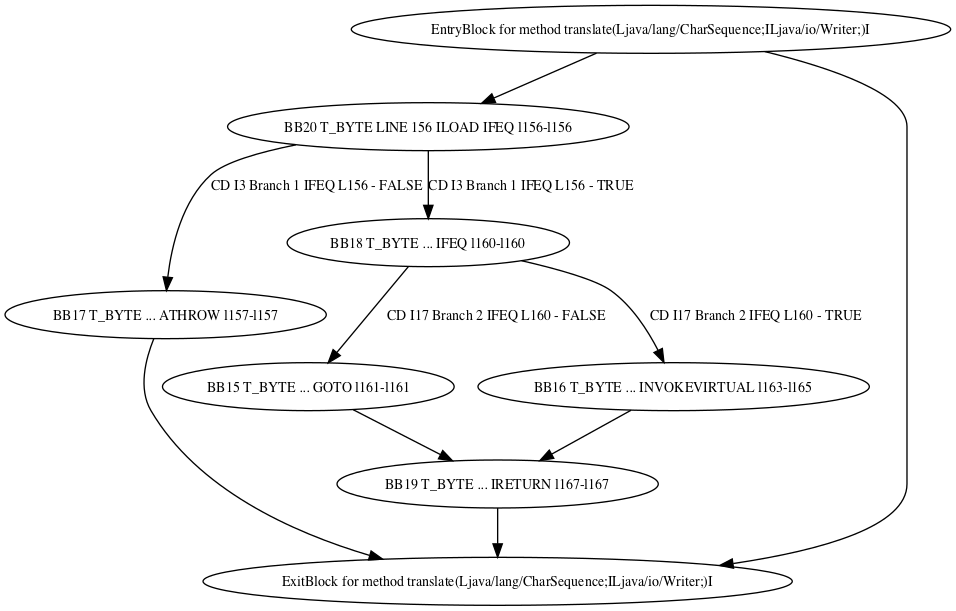 EntryBlock for method translate(Ljava/lang/CharSequence;ILjava/io/Writer;)I
BB20 T_BYTE LINE 156 ILOAD IFEQ l156-l156
CD I3 Branch 1 IFEQ L156 - FALSE
CD I3 Branch 1 IFEQ L156 - TRUE
BB18 T_BYTE ... IFEQ l160-l160
BB17 T_BYTE ... ATHROW l157-l157
CD I17 Branch 2 IFEQ L160 - FALSE
CD I17 Branch 2 IFEQ L160 - TRUE
BB15 T_BYTE ... GOTO l161-l161
BB16 T_BYTE ... INVOKEVIRTUAL l163-l165
BB19 T_BYTE ... IRETURN l167-l167
ExitBlock for method translate(Ljava/lang/CharSequence;ILjava/io/Writer;)I